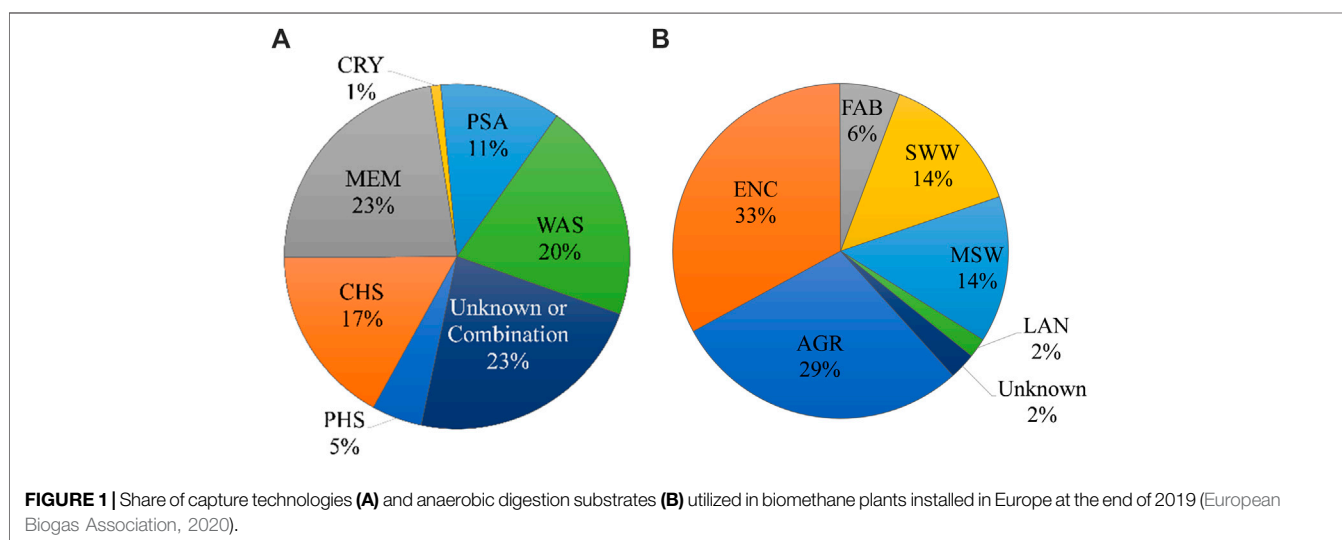 A
CRY
1%
PSA
11%
MEM
23%
WAS
20%
CHS
17%
Unknown or
Combination
23%
PHS
5%
B
FAB
6%
SWW
14%
ENC
33%
MSW
14%
AGR
29%
LAN
2%
Unknown
2%
FIGURE 1 | Share of capture technologies (A) and anaerobic digestion substrates (B) utilized in biomethane plants installed in Europe at the end of 2019 (European
Biogas Association, 2020).